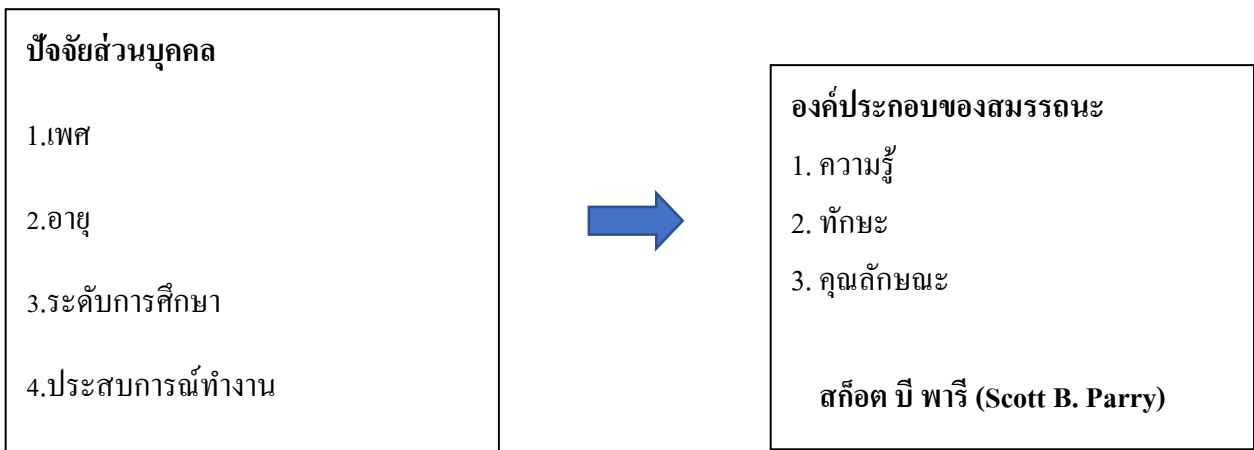 ปัจจัยส่วนบุคคล
1.เพศ
2.อายุ
3.ระดับการศึกษา
4.ประสบการณ์ทำงาน
องค์ประกอบของสมรรถนะ
1. ความรู้
2. ทักษะ
3. คุณลักษณะ
สก็อต บี พารี (Scott B. Parry)